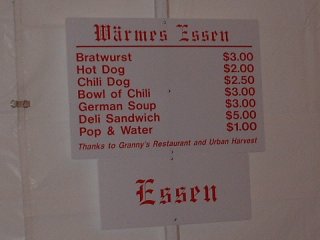 Wärmes Essen
Bratwurst $3.00
Hot Dog $2.00
Chili Dog $2.50
Bowl of Chili $3.00
German Soup $3.00
Deli Sandwich $5.00
Pop & Water $1.00
Thanks to Granny's Restaurant and Urban Harvest
Essen